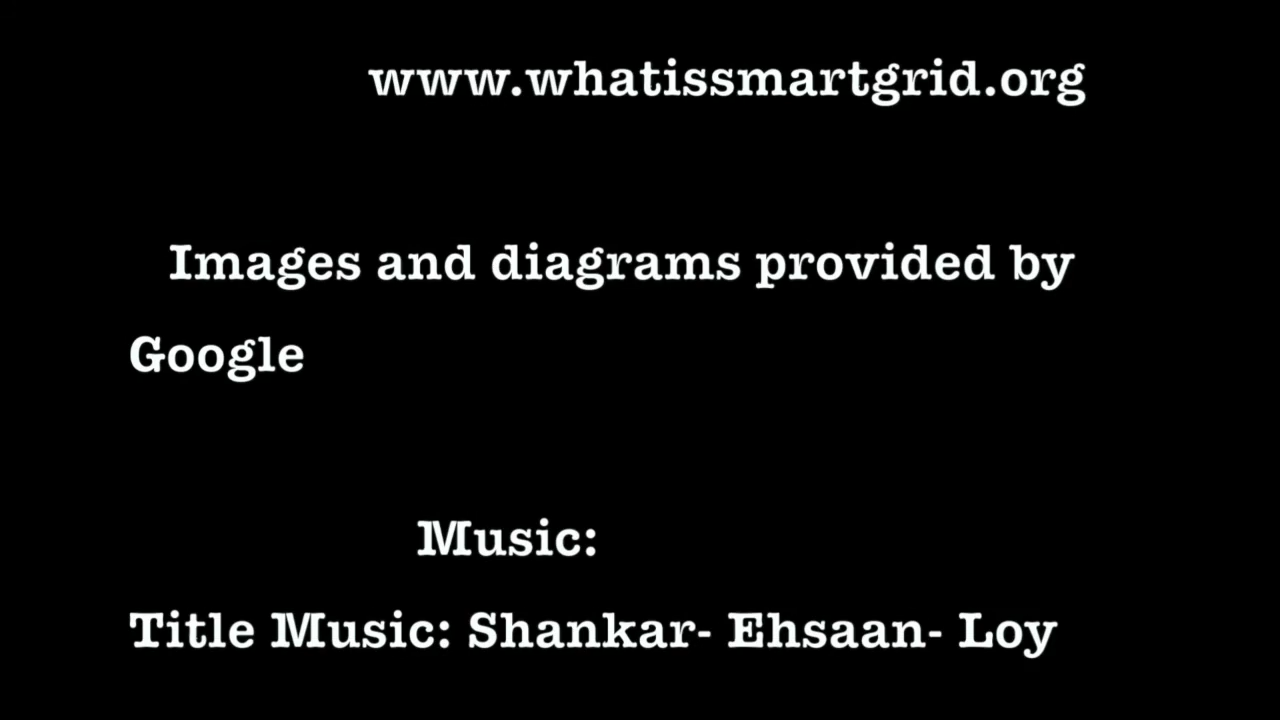 www.whatissmartgrid.org
Images and diagrams provided by
Google
Music:
Title Music: Shankar- Ehsaan- Loy